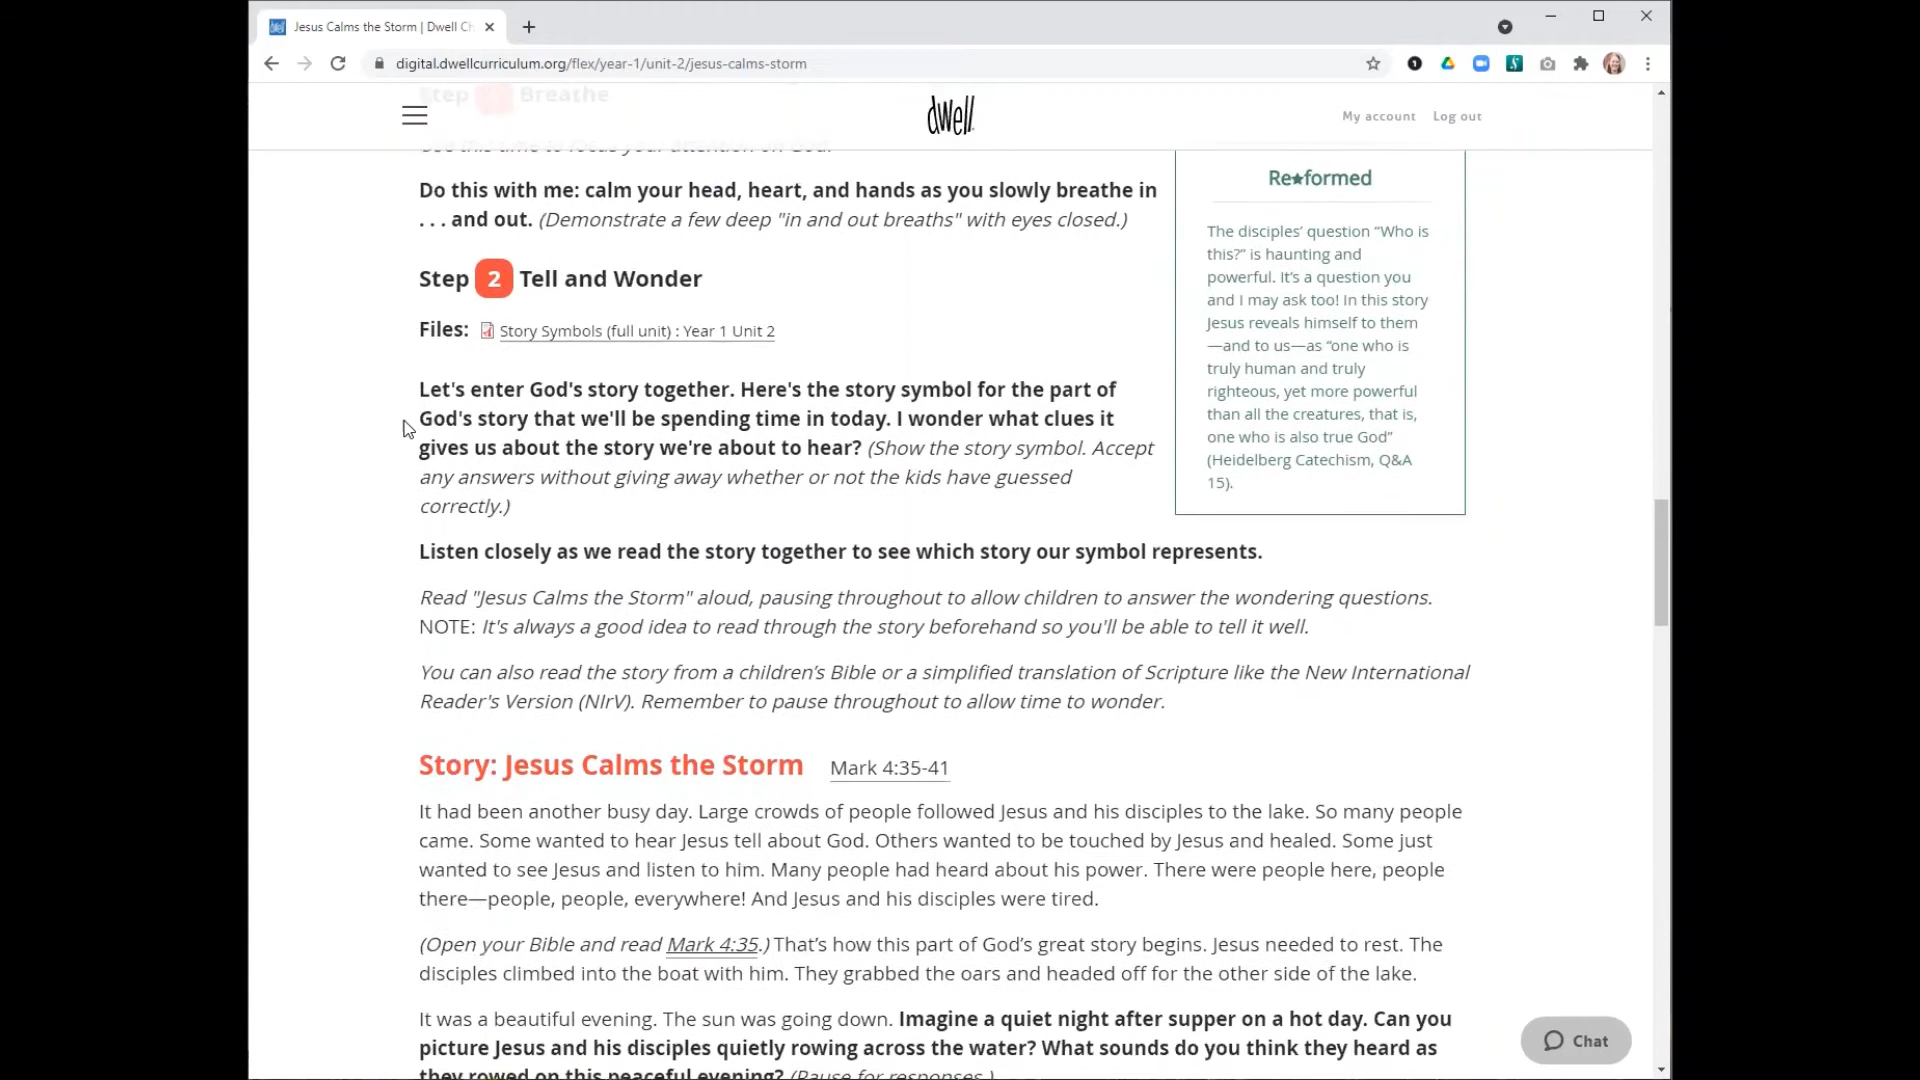 Jesus Calms the Storm | Dwell Ch
digital.dwellcurriculum.org/flex/year-1/unit-2/jesus-calms-storm
Step Breathe
dwell
My account Log out
Use this time to focus your attention on God.
Do this with me: calm your head, heart, and hands as you slowly breathe in
. . . and out. (Demonstrate a few deep "in and out breaths" with eyes closed.)
Step 2 Tell and Wonder
Files: Story Symbols (full unit) : Year 1 Unit 2
Let's enter God's story together. Here's the story symbol for the part of
God's story that we'll be spending time in today. I wonder what clues it
gives us about the story we're about to hear? (Show the story symbol. Accept
any answers without giving away whether or not the kids have guessed
correctly.)
Re★formed
The disciples’ question “Who is
this?” is haunting and
powerful. It’s a question you
and I may ask too! In this story
Jesus reveals himself to them
—and to us—as “one who is
truly human and truly
righteous, yet more powerful
than all the creatures, that is,
one who is also true God”
(Heidelberg Catechism, Q&A
15).
Listen closely as we read the story together to see which story our symbol represents.
Read "Jesus Calms the Storm" aloud, pausing throughout to allow children to answer the wondering questions.
NOTE: It's always a good idea to read through the story beforehand so you'll be able to tell it well.
You can also read the story from a children’s Bible or a simplified translation of Scripture like the New International
Reader's Version (NIrV). Remember to pause throughout to allow time to wonder.
Story: Jesus Calms the Storm Mark 4:35-41
It had been another busy day. Large crowds of people followed Jesus and his disciples to the lake. So many people
came. Some wanted to hear Jesus tell about God. Others wanted to be touched by Jesus and healed. Some just
wanted to see Jesus and listen to him. Many people had heard about his power. There were people here, people
there—people, people, everywhere! And Jesus and his disciples were tired.
(Open your Bible and read Mark 4:35.) That’s how this part of God’s great story begins. Jesus needed to rest. The
disciples climbed into the boat with him. They grabbed the oars and headed off for the other side of the lake.
It was a beautiful evening. The sun was going down. Imagine a quiet night after supper on a hot day. Can you
picture Jesus and his disciples quietly rowing across the water? What sounds do you think they heard as
they rowed on this peaceful evening? (Pause for responses.)
Chat